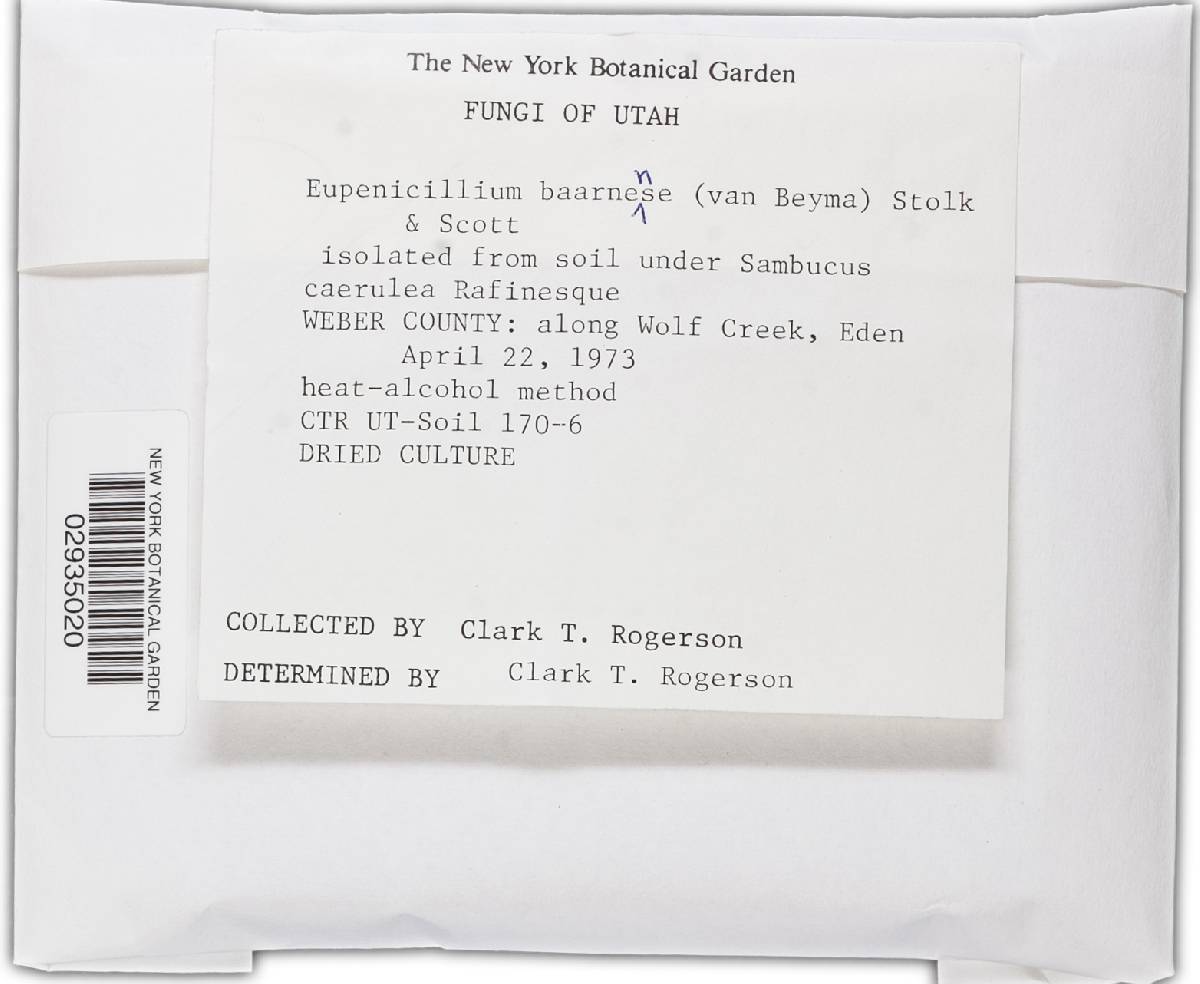 The New York Botanical Garden
FUNGI OF UTAH
Eupenicillium baarnense (van Beyma) Stolk
& Scott
isolated from soil under Sambucus
caerulea Rafinesque
WEBER COUNTY: along Wolf Creek, Eden
April 22, 1973
heat-alcohol method
CTR UT-Soil 170-6
DRIED CULTURE
COLLECTED BY Clark T. Rogerson
DETERMINED BY Clark T. Rogerson
NEW YORK BOTANICAL GARDEN
02935020